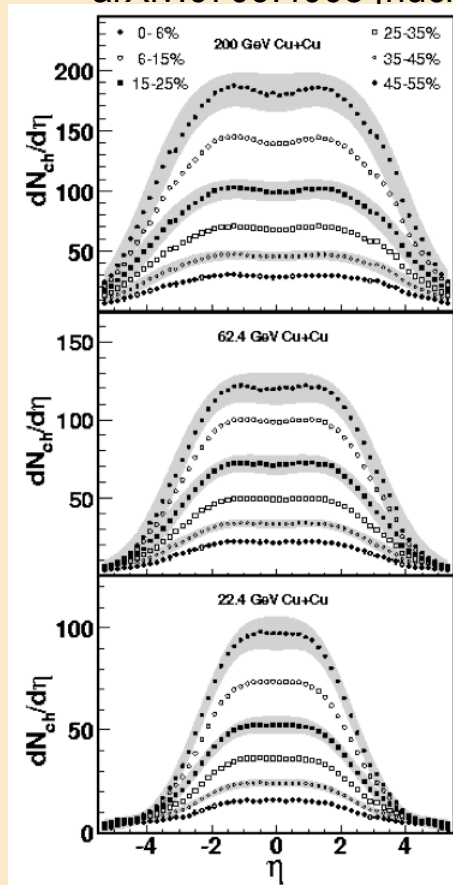 0- 6%
200 GeV Cu+Cu
25-35%
6-15%
35-45%
15-25%
45-55%
200
150
100
50
dN_ch/dη
62.4 GeV Cu+Cu
150
100
50
dN_ch/dη
22.4 GeV Cu+Cu
100
50
0
dN_ch/dη
-4 -2 0 2 4
η